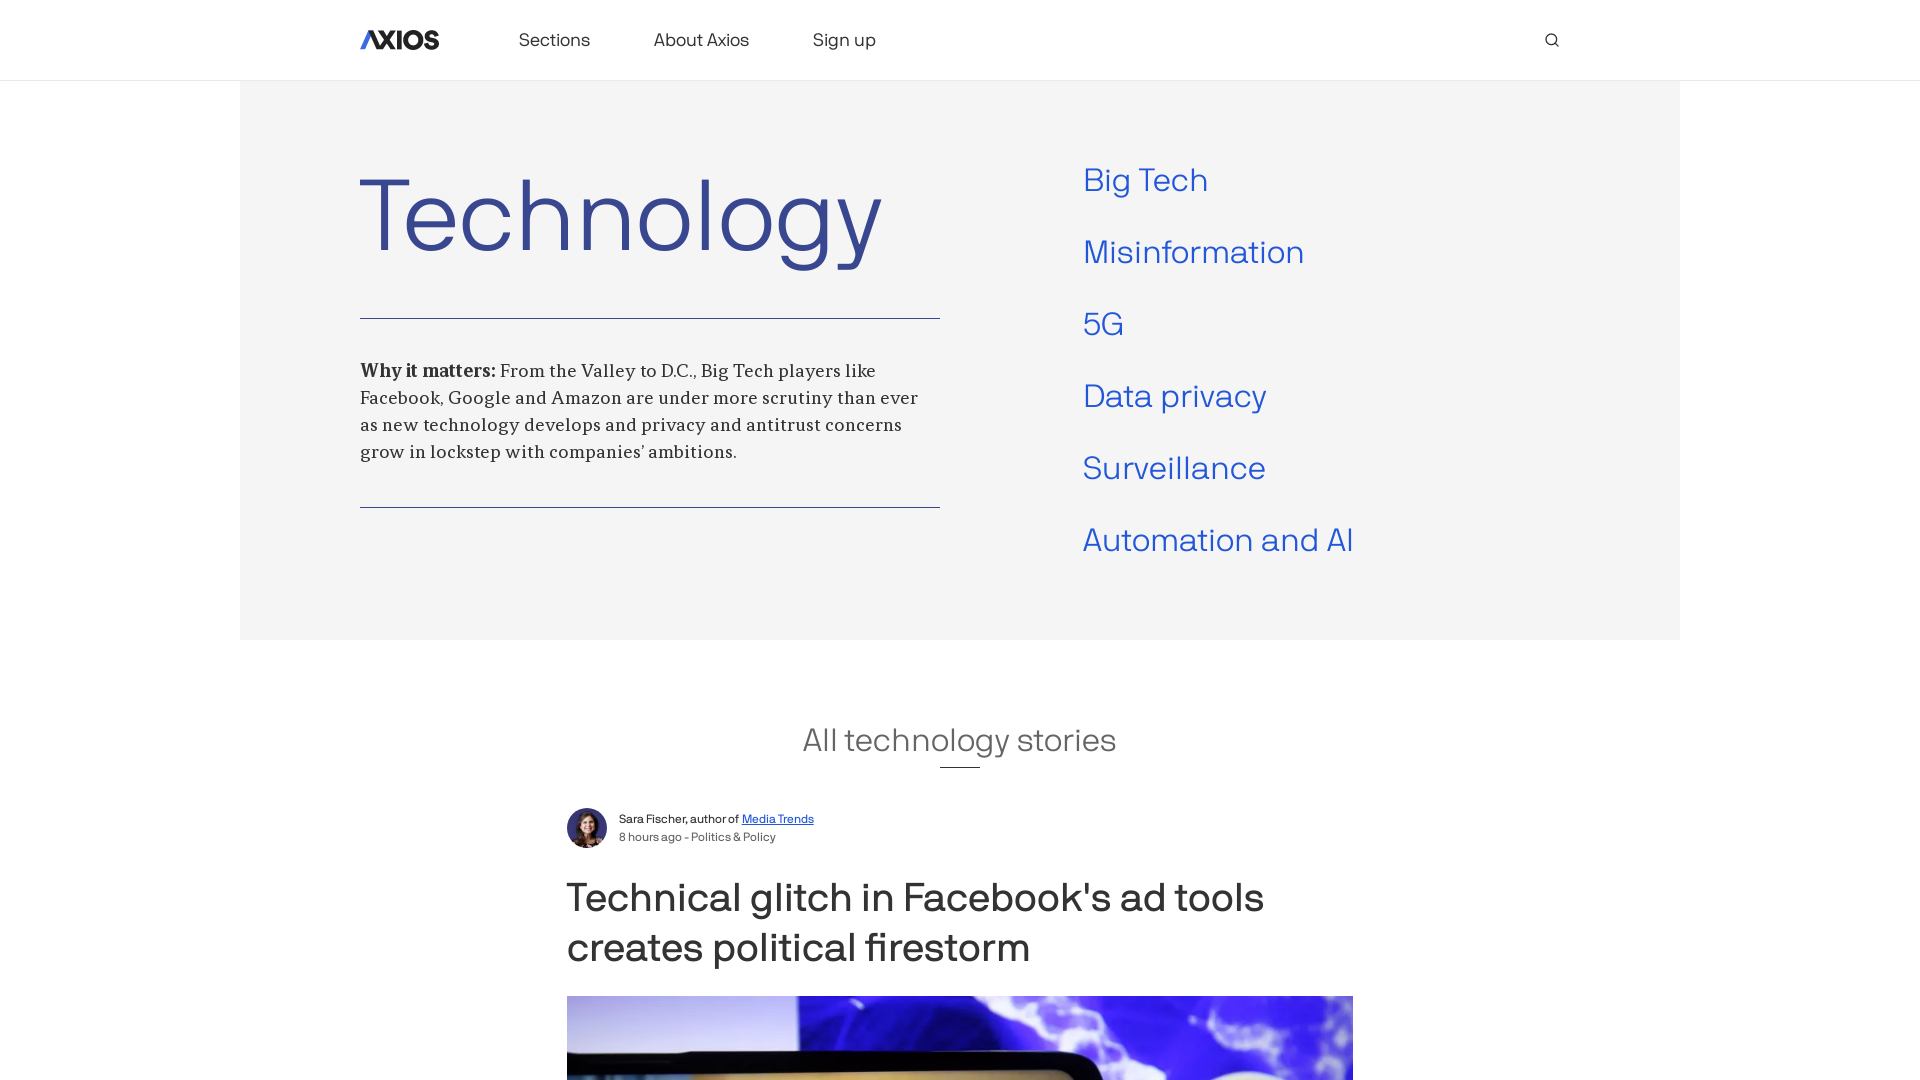 AXIOS
Sections
About Axios
Sign up
Technology
Why it matters: From the Valley to D.C., Big Tech players like
Facebook, Google and Amazon are under more scrutiny than ever
as new technology develops and privacy and antitrust concerns
grow in lockstep with companies’ ambitions.
Big Tech
Misinformation
5G
Data privacy
Surveillance
Automation and AI
All technology stories
Sara Fischer, author of Media Trends
8 hours ago - Politics & Policy
Technical glitch in Facebook's ad tools
creates political firestorm